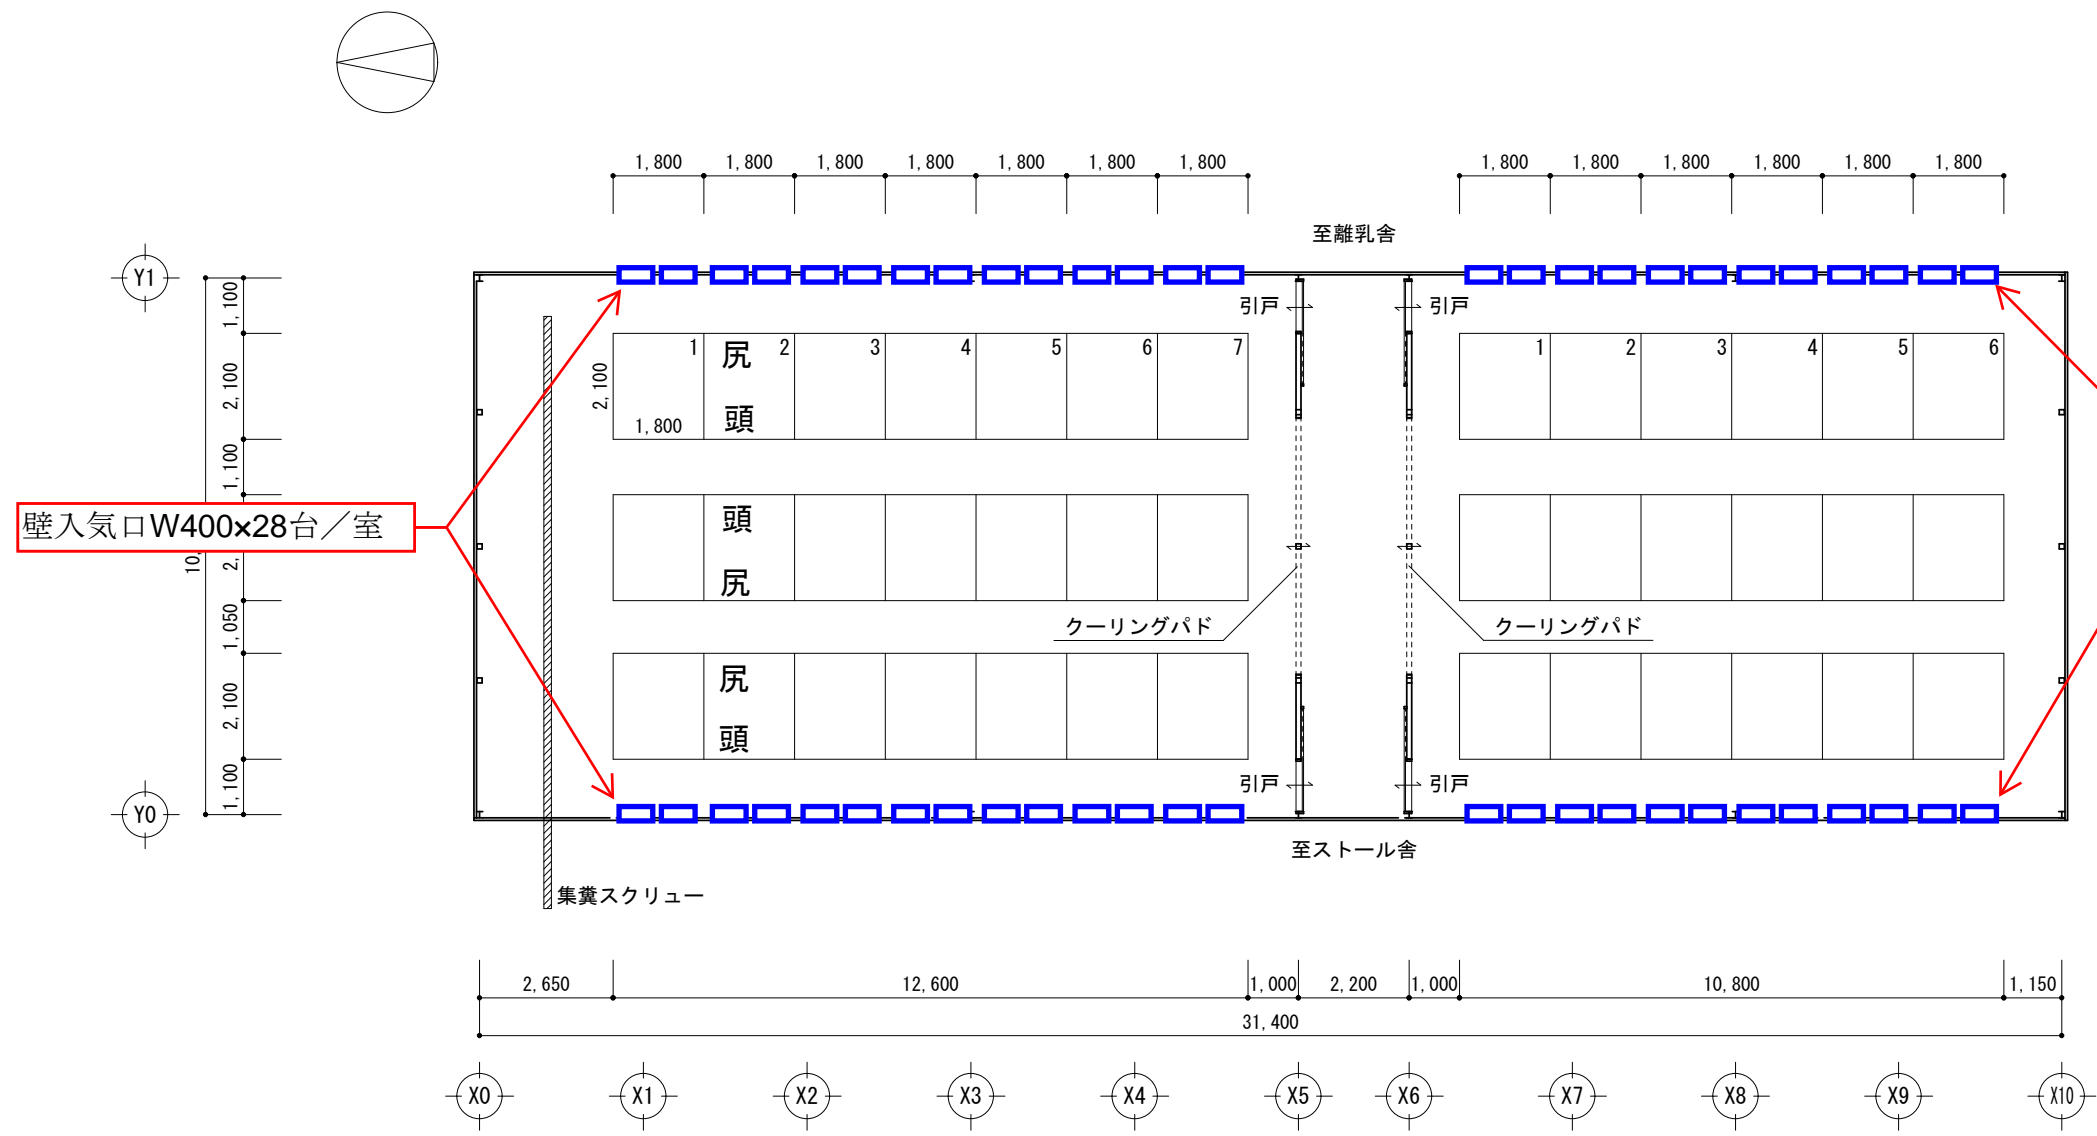 1,800 1,800 1,800 1,800 1,800 1,800 1,800 1,800 1,800 1,800 1,800 1,800 1,800
至離乳舎
Y1
1,100
引戸 引戸
1 2 3 4 5 6 7 1 2 3 4 5 6
尻
2,100 2,100
頭
1,800
1,100
頭
壁入気口W400×28台／室
10, 2,
尻
クーリングパド クーリングパド
1,050
尻
2,100
頭
引戸 引戸
1,100
Y0
至ストール舎
集糞スクリュー
2,650 12,600 1,000 2,200 1,000 10,800 1,150
31,400
X0 X1 X2 X3 X4 X5 X6 X7 X8 X9 X10